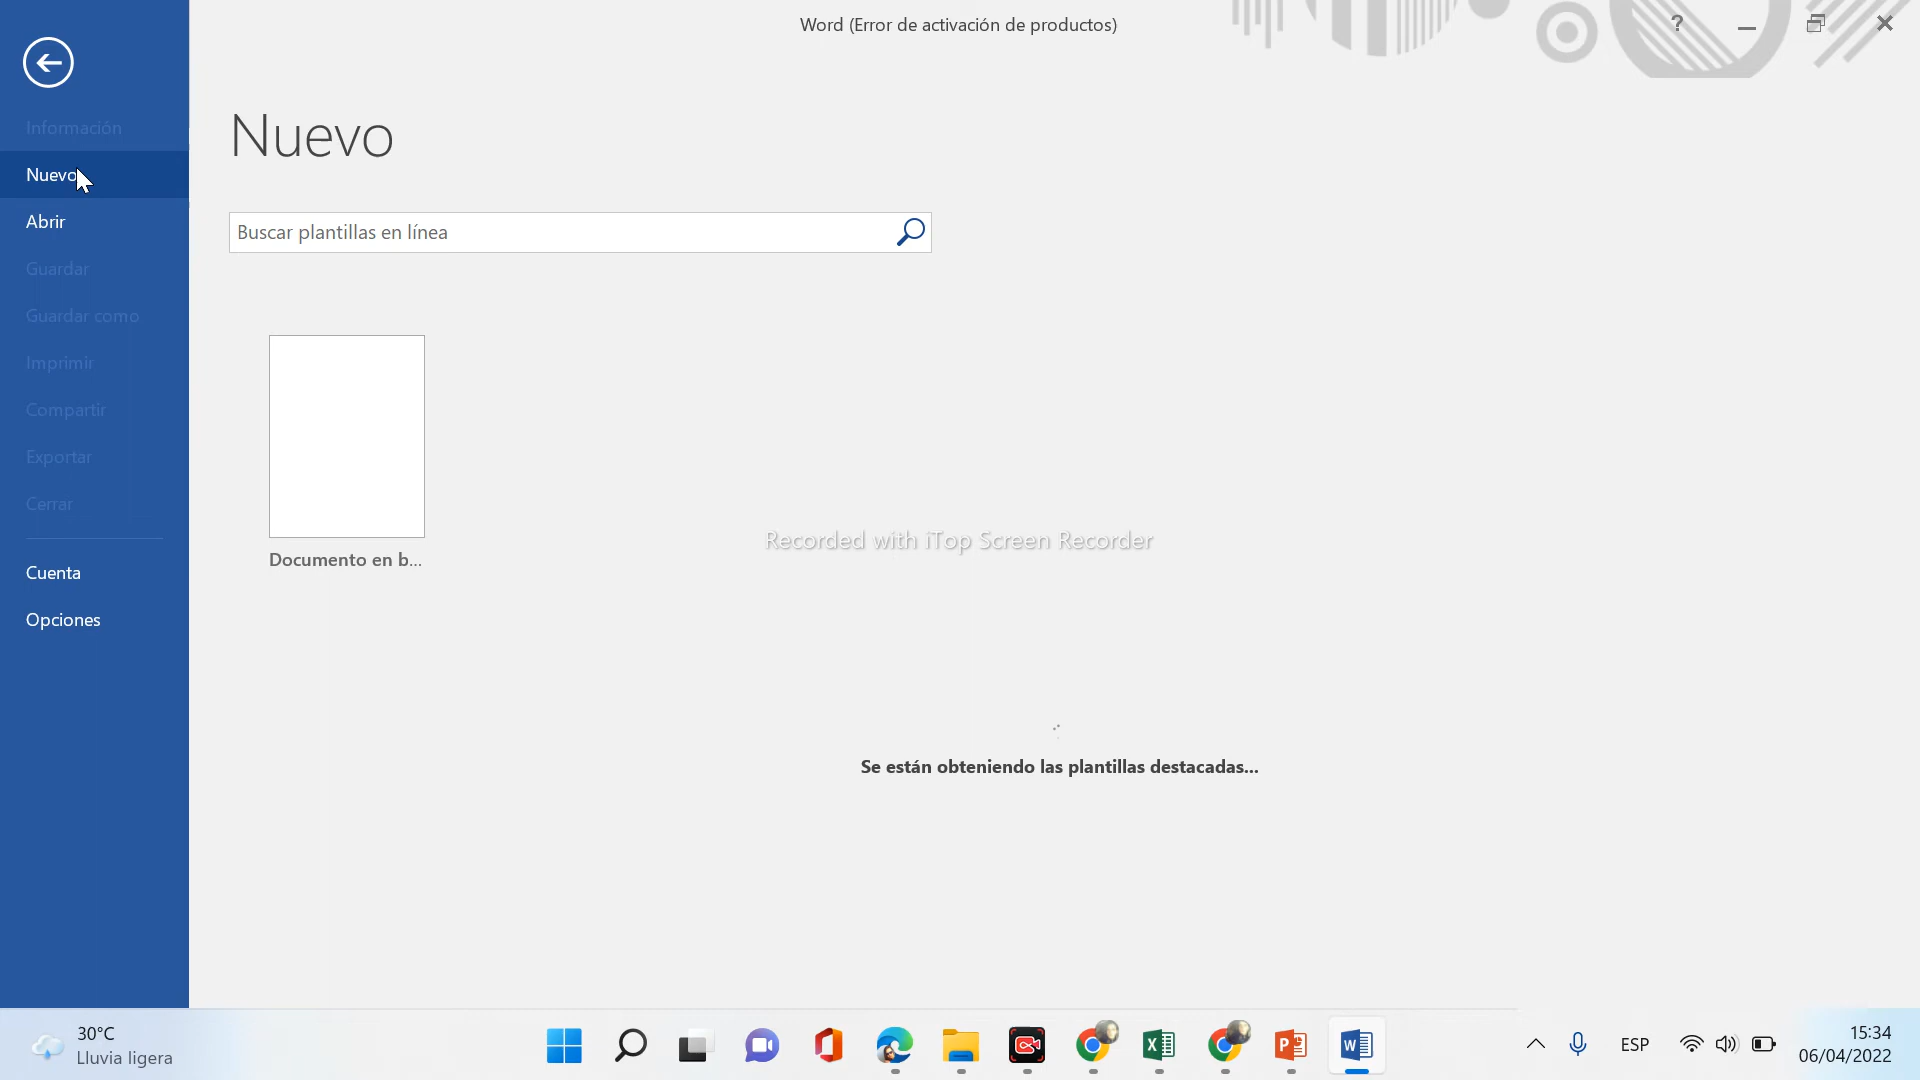 Word (Error de activación de productos)
?
Información
Nuevo
Abrir
Guardar
Guardar como
Imprimir
Compartir
Exportar
Cerrar
Cuenta
Opciones
Nuevo
Buscar plantillas en línea
Documento en b...
Recorded with iTop Screen Recorder
Se están obteniendo las plantillas destacadas...
30°C
Lluvia ligera
ESP
15:34
06/04/2022